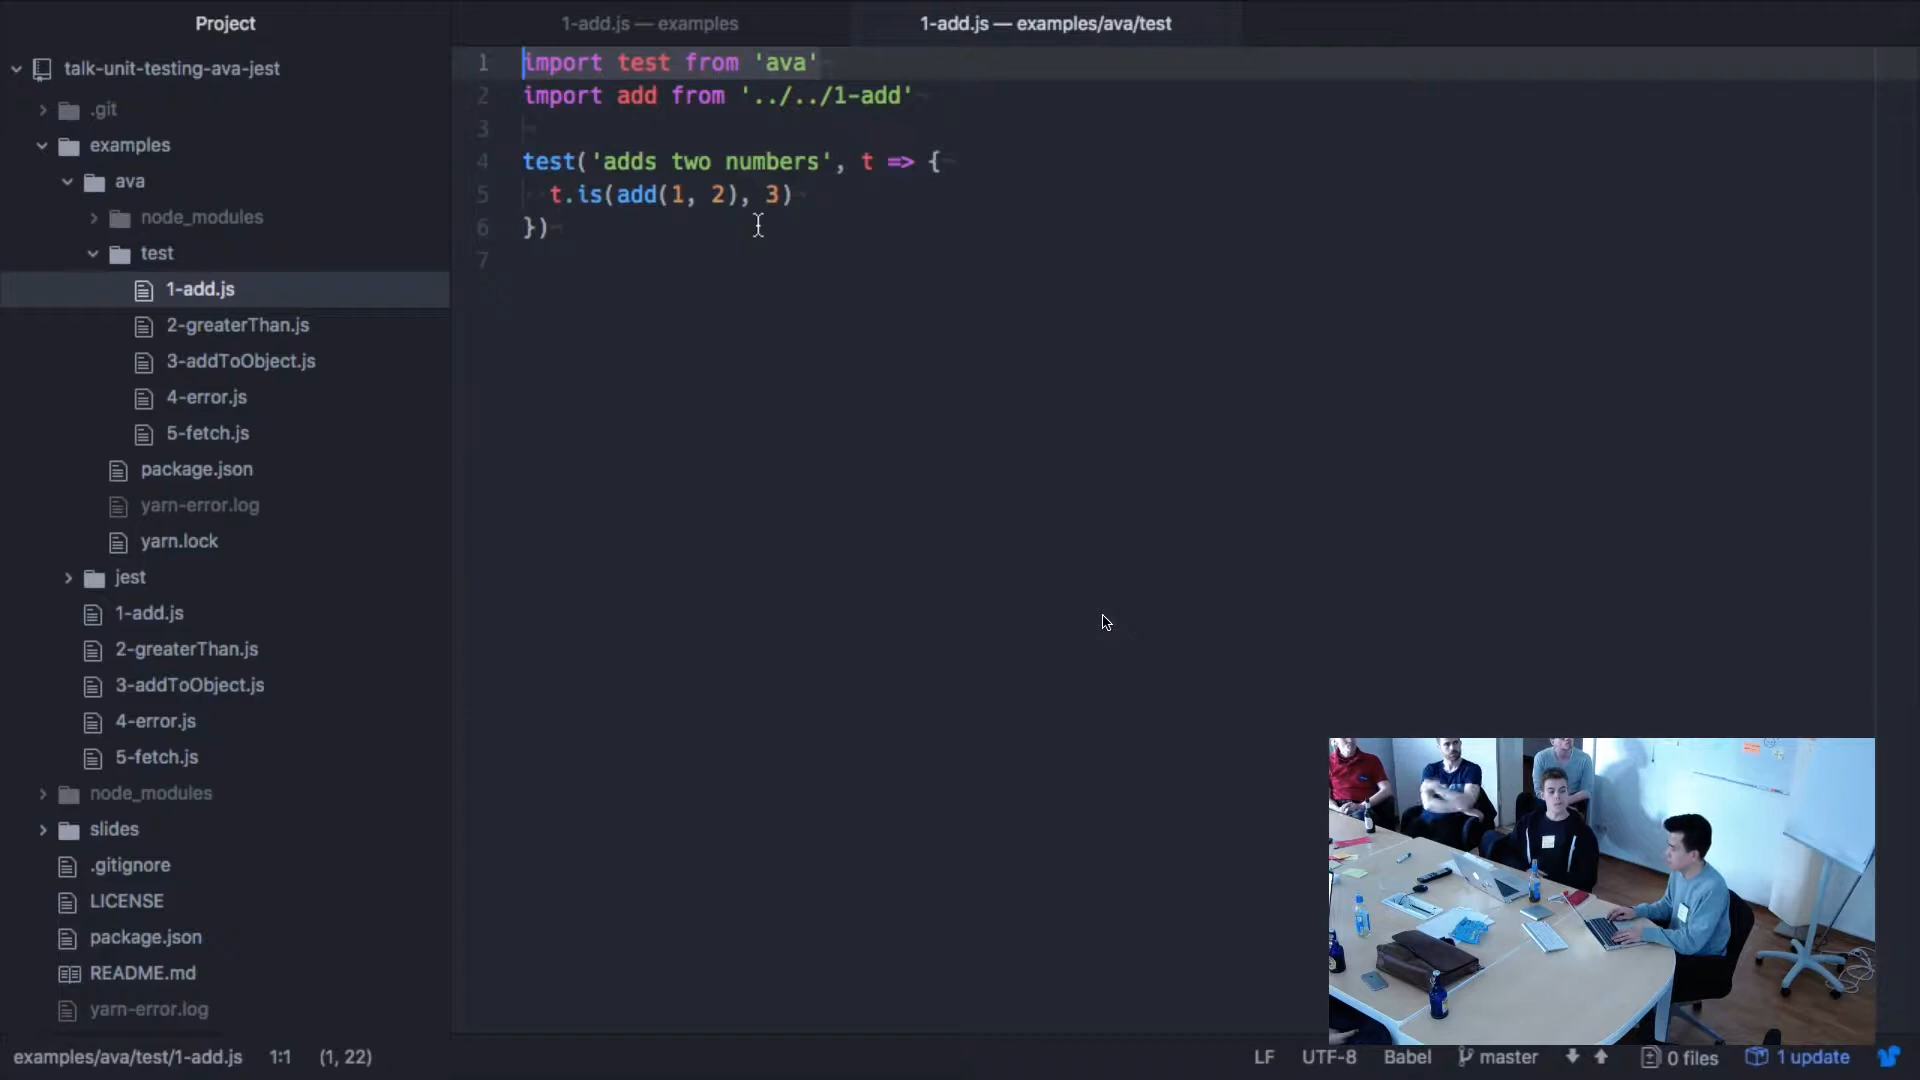 Project
talk-unit-testing-ava-jest
.git
examples
ava
node_modules
test
1-add.js
2-greaterThan.js
3-addToObject.js
4-error.js
5-fetch.js
package.json
yarn-error.log
yarn.lock
jest
1-add.js
2-greaterThan.js
3-addToObject.js
4-error.js
5-fetch.js
node_modules
slides
.gitignore
LICENSE
package.json
README.md
yarn-error.log
1-add.js — examples
1-add.js — examples/ava/test
1 import test from 'ava'
2 import add from '../../1-add'
3
4 test('adds two numbers', t => {
5 t.is(add(1, 2), 3)
6 })
7
examples/ava/test/1-add.js 1:1 (1, 22)
LF UTF-8 Babel master 0 files 1 update